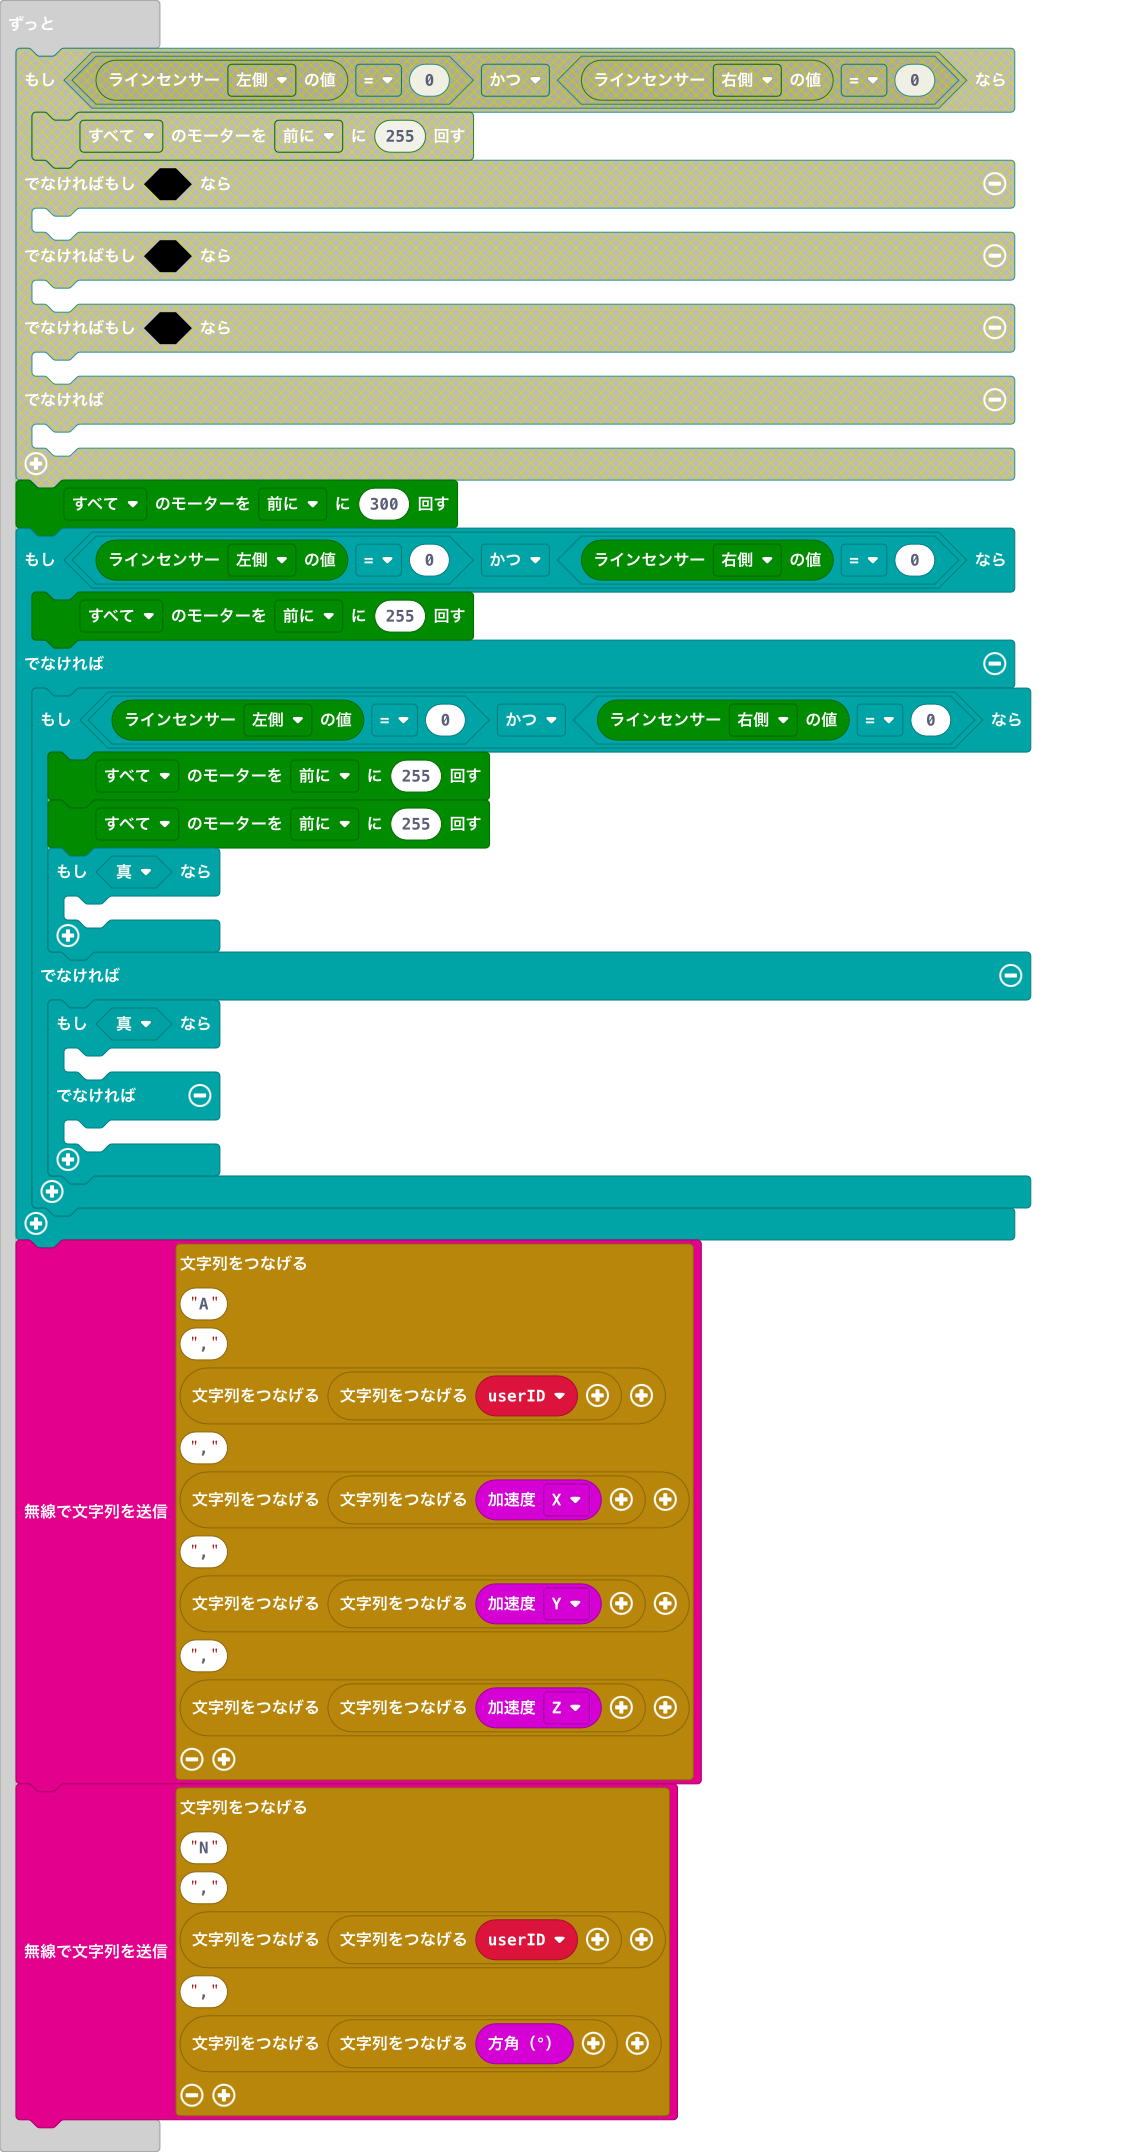 ずっと
もし ラインセンサー 左側 の値 = 0 かつ ラインセンサー 右側 の値 = 0 なら
すべて のモーターを 前に に 255 回す
でなければもし なら
でなければもし なら
でなければもし なら
でなければ
すべて のモーターを 前に に 300 回す
もし ラインセンサー 左側 の値 = 0 かつ ラインセンサー 右側 の値 = 0 なら
すべて のモーターを 前に に 255 回す
でなければ
もし ラインセンサー 左側 の値 = 0 かつ ラインセンサー 右側 の値 = 0 なら
すべて のモーターを 前に に 255 回す
すべて のモーターを 前に に 255 回す
もし 真 なら
でなければ
もし 真 なら
でなければ
無線で文字列を送信
文字列をつなげる
"A"
","
文字列をつなげる 文字列をつなげる userID
","
文字列をつなげる 文字列をつなげる 加速度 X
","
文字列をつなげる 文字列をつなげる 加速度 Y
","
文字列をつなげる 文字列をつなげる 加速度 Z
無線で文字列を送信
文字列をつなげる
"N"
","
文字列をつなげる 文字列をつなげる userID
","
文字列をつなげる 文字列をつなげる 方角 (°)